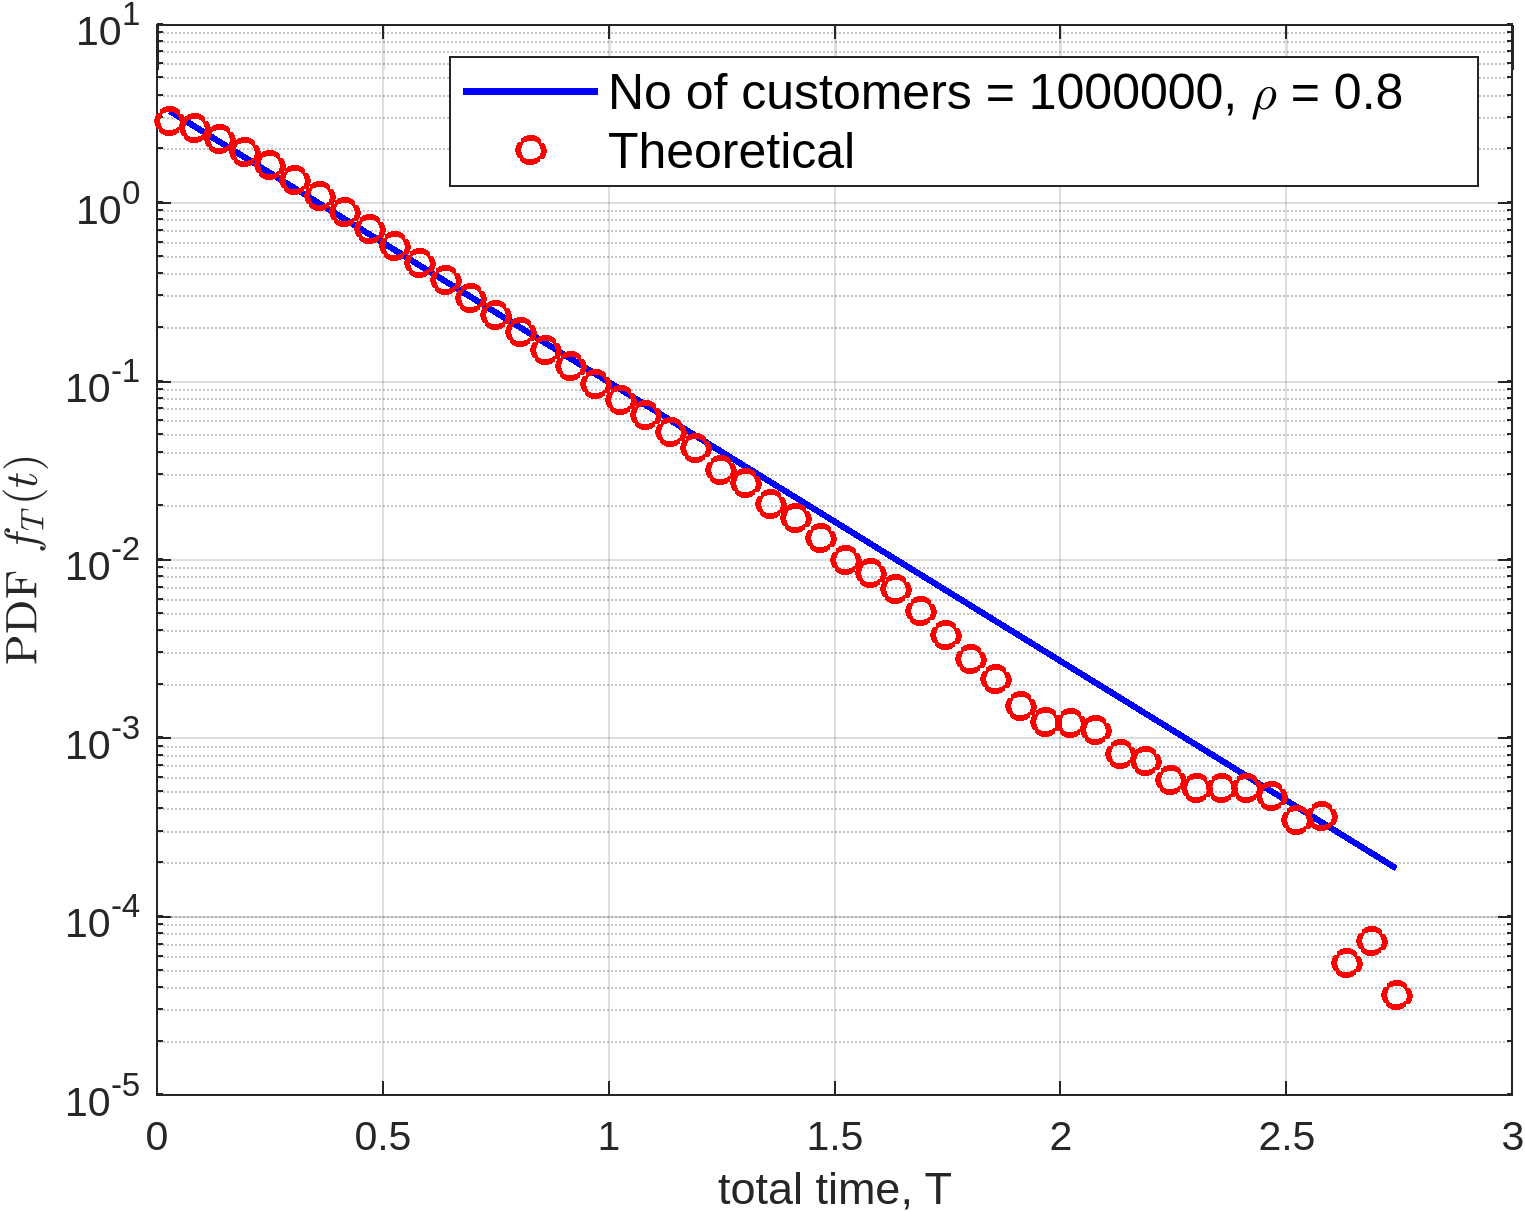 10^1
10^0
10^-1
10^-2
10^-3
10^-4
10^-5
PDF f_T(t)
No of customers = 1000000, ρ = 0.8
Theoretical
0 0.5 1 1.5 2 2.5 3
total time, T